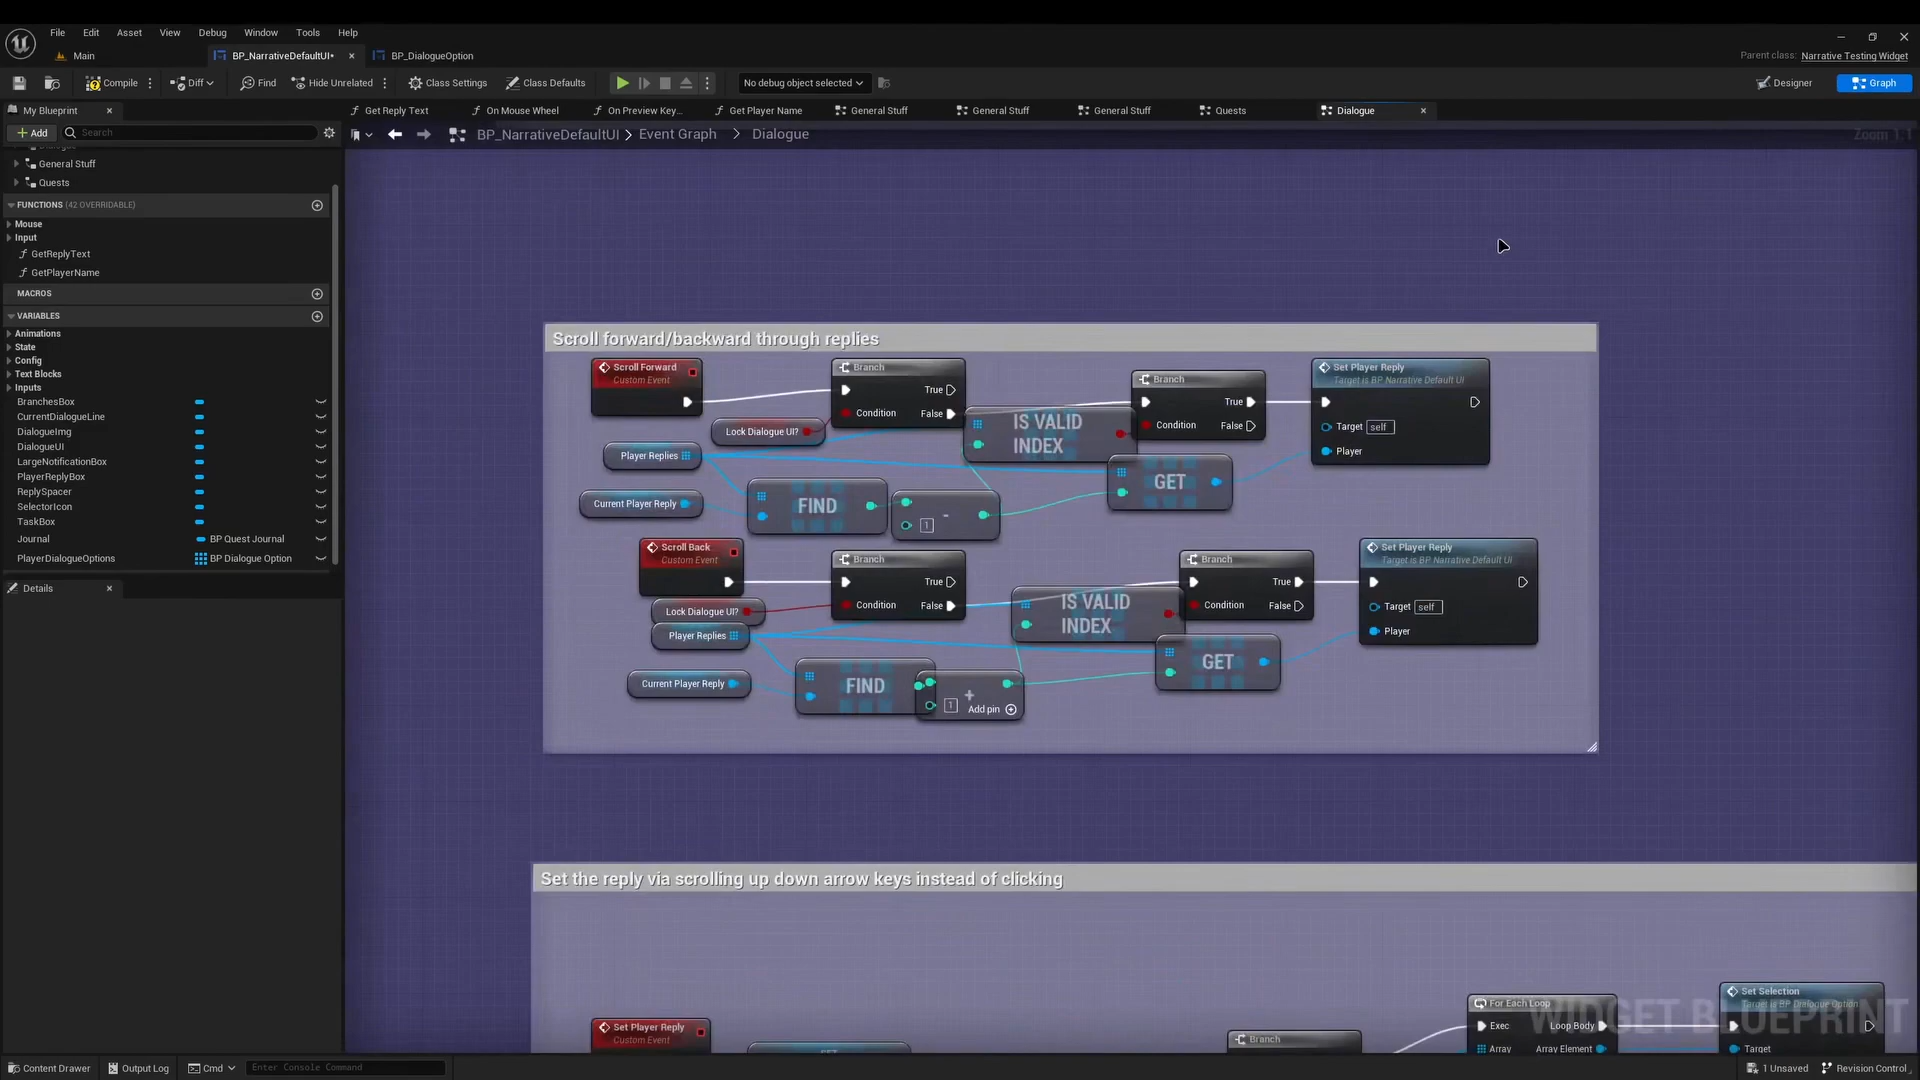 File Edit Asset View Debug Window Tools Help
Main
BP_NarrativeDefaultUI*
BP_DialogueOption
Parent class: Narrative Testing Widget
Compile
Diff
Find
Hide Unrelated
Class Settings
Class Defaults
No debug object selected
Designer
Graph
My Blueprint
Get Reply Text
On Mouse Wheel
On Preview Key...
Get Player Name
General Stuff
General Stuff
General Stuff
Quests
Dialogue
Add
Search
BP_NarrativeDefaultUI > Event Graph > Dialogue
Zoom 1:1
General Stuff
Quests
FUNCTIONS (42 OVERRIDABLE)
Mouse
Input
GetReplyText
GetPlayerName
MACROS
VARIABLES
Animations
State
Config
Text Blocks
Inputs
BranchesBox
CurrentDialogueLine
DialogueImg
DialogueUI
LargeNotificationBox
PlayerReplyBox
ReplySpacer
SelectorIcon
TaskBox
Journal BP Quest Journal
PlayerDialogueOptions BP Dialogue Option
Details
Scroll forward/backward through replies
Scroll Forward
Custom Event
Branch
True
Condition
False
Lock Dialogue UI?
Player Replies
Current Player Reply
FIND
-
1
IS VALID
INDEX
Branch
True
Condition
False
GET
Set Player Reply
Target is BP Narrative Default UI
Target self
Player
Scroll Back
Custom Event
Branch
True
Condition
False
Lock Dialogue UI?
Player Replies
Current Player Reply
FIND
+
1
Add pin
IS VALID
INDEX
Branch
True
Condition
False
GET
Set Player Reply
Target is BP Narrative Default UI
Target self
Player
Set the reply via scrolling up down arrow keys instead of clicking
Set Player Reply
Custom Event
SET
Branch
For Each Loop
Exec
Loop Body
Array
Array Element
Set Selection
Target is BP Dialogue Option
Target
WIDGET BLUEPRINT
Content Drawer
Output Log
Cmd
Enter Console Command
1 Unsaved
Revision Control